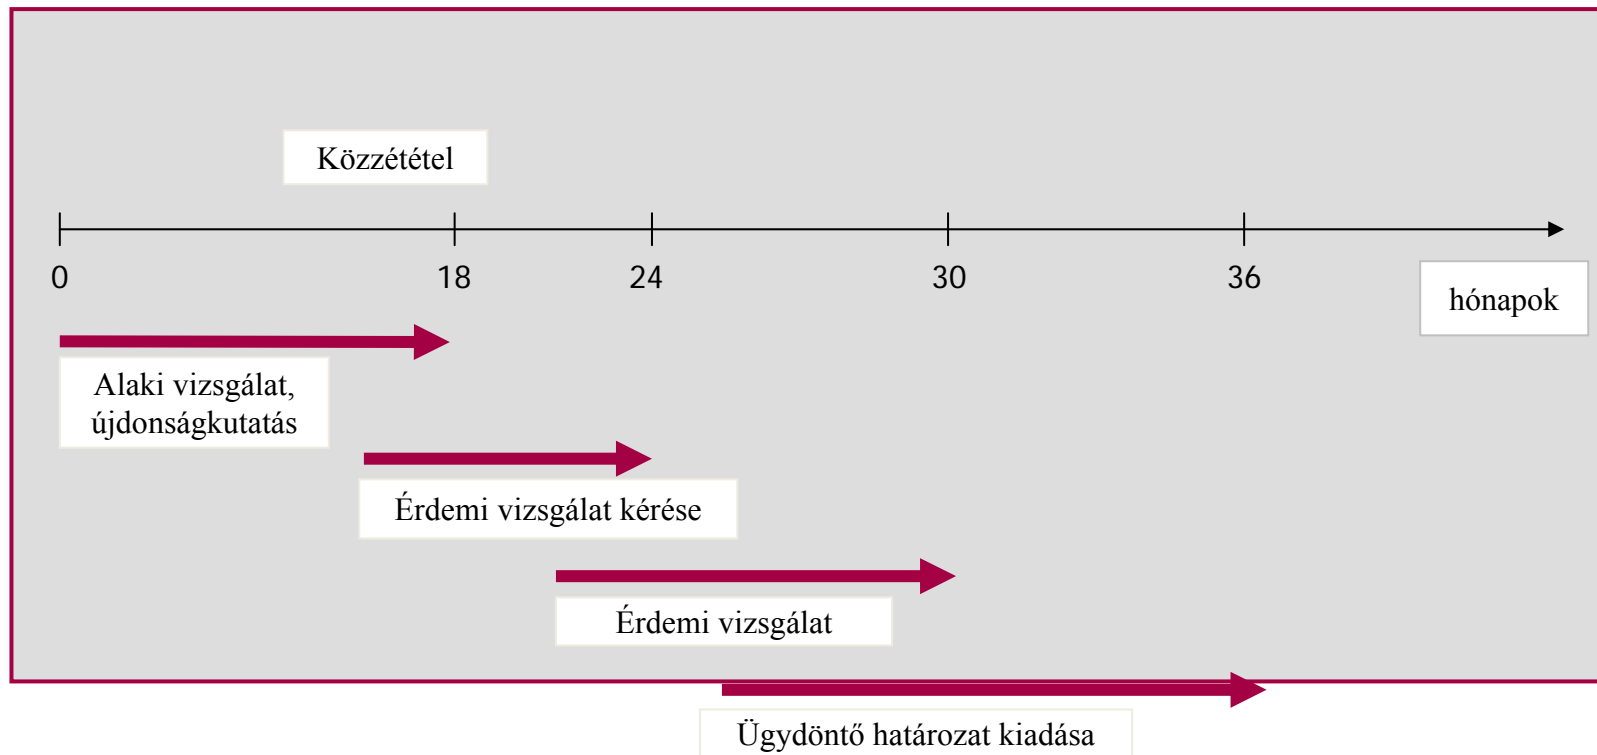 Közzététel
0
18
24
30
36
hónapok
Alaki vizsgálat,
újdonságkutatás
Érdemi vizsgálat kérése
Érdemi vizsgálat
Ügydöntő határozat kiadása